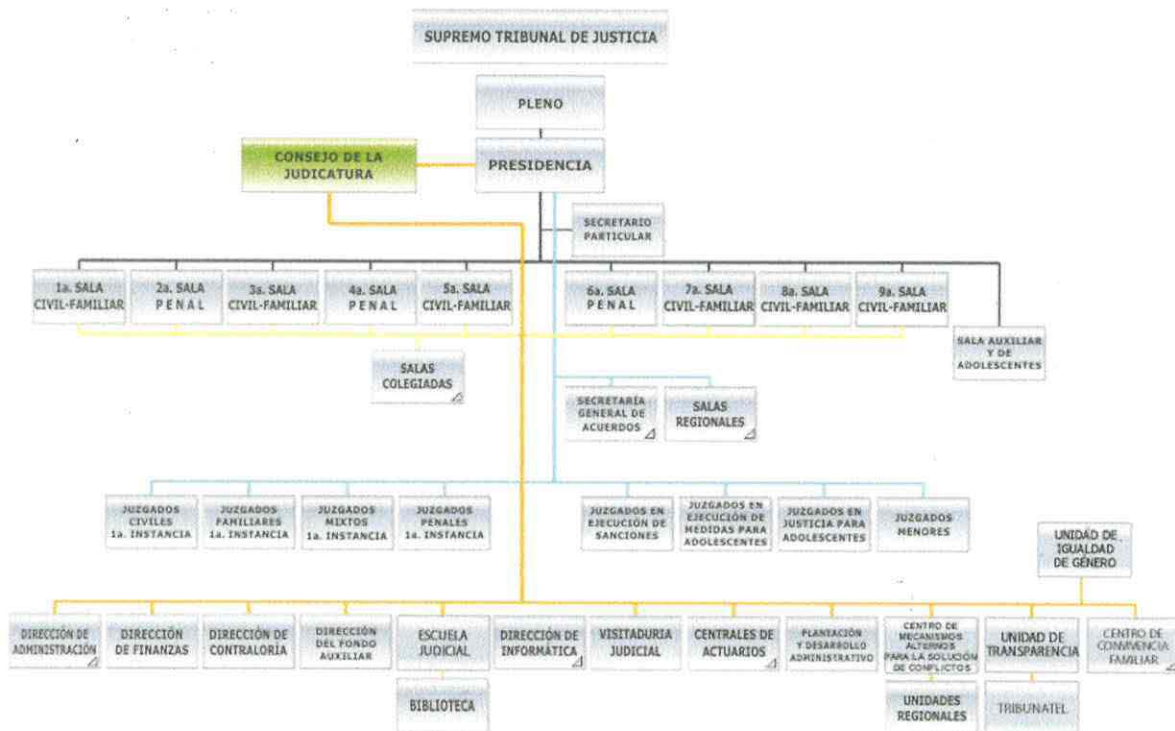 SUPREMO TRIBUNAL DE JUSTICIA
PLENO
CONSEJO DE LA
JUDICATURA
PRESIDENCIA
SECRETARIO
PARTICULAR
1a. SALA
CIVIL-FAMILIAR
2a. SALA
P E N A L
3a. SALA
CIVIL-FAMILIAR
4a. SALA
P E N A L
5a. SALA
CIVIL-FAMILIAR
6a. SALA
P E N A L
7a. SALA
CIVIL-FAMILIAR
8a. SALA
CIVIL-FAMILIAR
9a. SALA
CIVIL-FAMILIAR
SALA AUXILIAR
Y DE
ADOLESCENTES
SALAS
COLEGIADAS
SECRETARÍA
GENERAL DE
ACUERDOS
SALAS
REGIONALES
JUZGADOS
CIVILES
1a. INSTANCIA
JUZGADOS
FAMILIARES
1a. INSTANCIA
JUZGADOS
MIXTOS
1a. INSTANCIA
JUZGADOS
PENALES
1a. INSTANCIA
JUZGADOS EN
EJECUCIÓN DE
SANCIONES
JUZGADOS EN
EJECUCIÓN DE
MEDIDAS PARA
ADOLESCENTES
JUZGADOS EN
JUSTICIA PARA
ADOLESCENTES
JUZGADOS
MENORES
UNIDAD DE
IGUALDAD
DE GÉNERO
DIRECCIÓN DE
ADMINISTRACIÓN
DIRECCIÓN
DE FINANZAS
DIRECCIÓN DE
CONTRALORÍA
DIRECCIÓN
DEL FONDO
AUXILIAR
ESCUELA
JUDICIAL
DIRECCIÓN DE
INFORMÁTICA
VISITADURIA
JUDICIAL
CENTRALES DE
ACTUARIOS
PLANEACIÓN
Y DESARROLLO
ADMINISTRATIVO
CENTRO DE
MECANISMOS
ALTERNOS
PARA LA SOLUCIÓN
DE CONFLICTOS
UNIDAD DE
TRANSPARENCIA
CENTRO DE
CONVIVENCIA
FAMILIAR
BIBLIOTECA
UNIDADES
REGIONALES
TRIBUNATEL